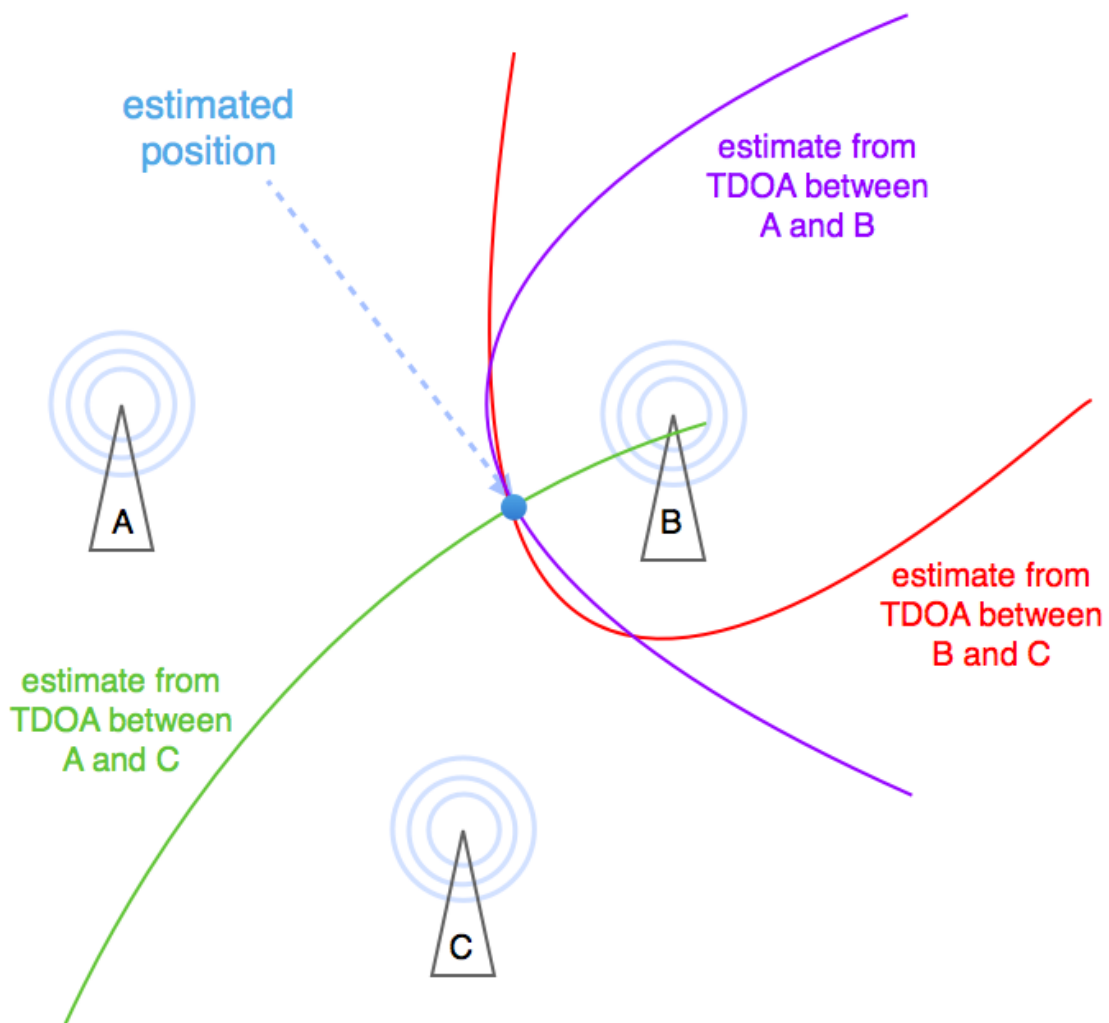 estimated
position
estimate from
TDOA between
A and B
A
B
estimate from
TDOA between
B and C
estimate from
TDOA between
A and C
C